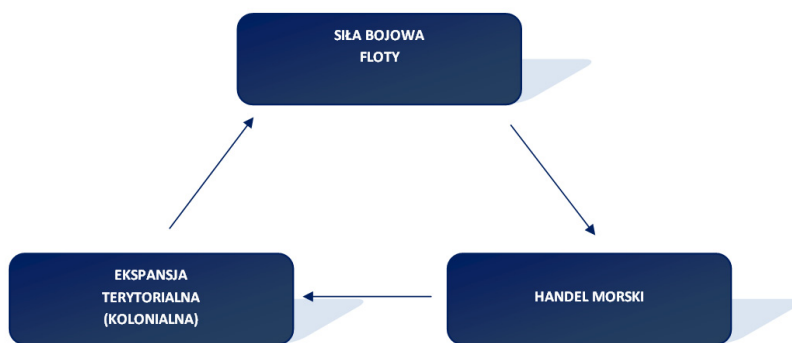 SIŁA BOJOWA
FLOTY
EKSPANSJA
TERYTORIALNA
(KOLONIALNA)
HANDEL MORSKI